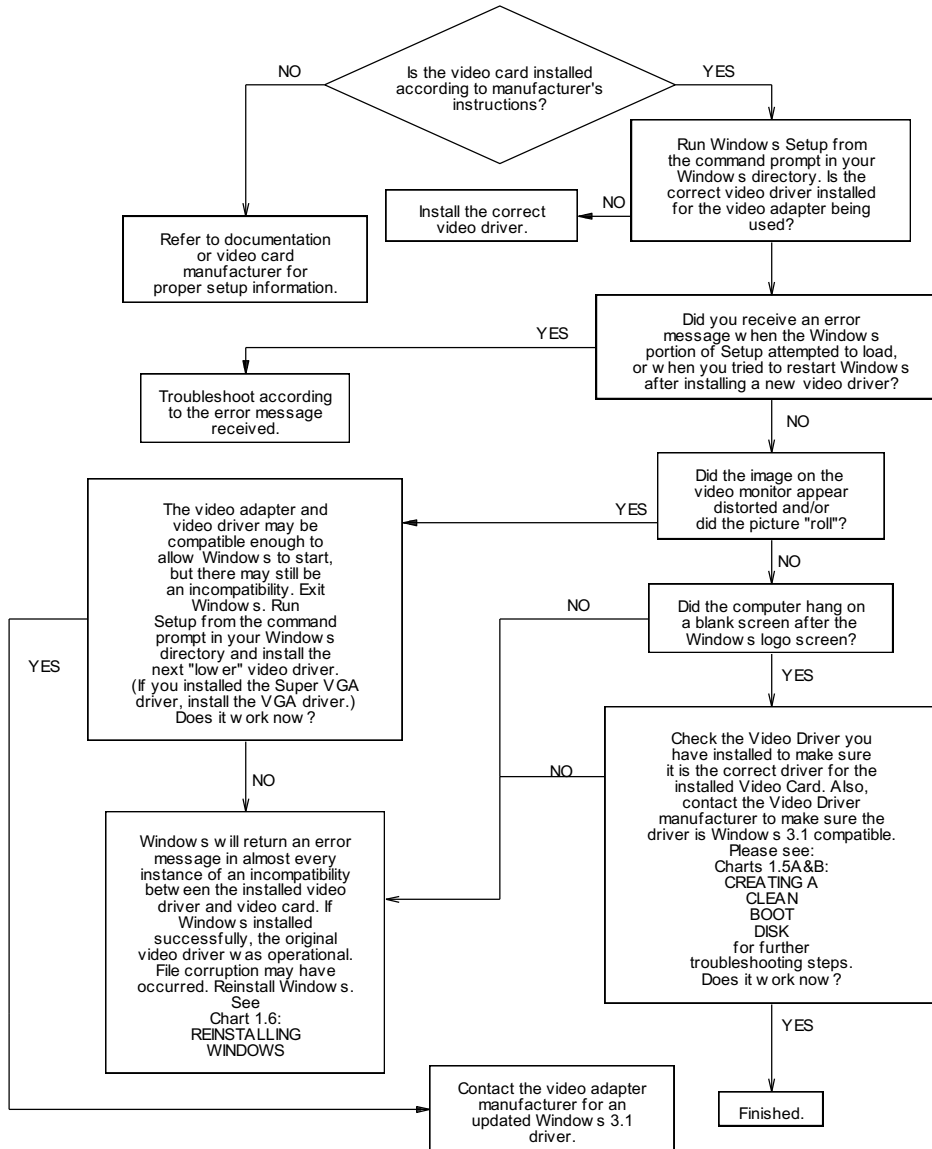 NO
Is the video card installed
according to manufacturer's
instructions?
YES
Run Windows Setup from
the command prompt in your
Windows directory. Is the
correct video driver installed
for the video adapter being
used?
NO
Install the correct
video driver.
Refer to documentation
or video card
manufacturer for
proper setup information.
Did you receive an error
message when the Windows
portion of Setup attempted to load,
or when you tried to restart Windows
after installing a new video driver?
YES
Troubleshoot according
to the error message
received.
NO
Did the image on the
video monitor appear
distorted and/or
did the picture "roll"?
YES
The video adapter and
video driver may be
compatible enough to
allow Windows to start,
but there may still be
an incompatibility. Exit
Windows. Run
Setup from the command
prompt in your Windows
directory and install the
next "lower" video driver.
(If you installed the Super VGA
driver, install the VGA driver.)
Does it work now?
NO
Did the computer hang on
a blank screen after the
Windows logo screen?
NO
YES
YES
Check the Video Driver you
have installed to make sure
it is the correct driver for the
installed Video Card. Also,
contact the Video Driver
manufacturer to make sure the
driver is Windows 3.1 compatible.
Please see:
Charts 1.5A&B:
CREATING A
CLEAN
BOOT
DISK
for further
troubleshooting steps.
Does it work now?
NO
NO
Windows will return an error
message in almost every
instance of an incompatibility
between the installed video
driver and video card. If
Windows installed
successfully, the original
video driver was operational.
File corruption may have
occurred. Reinstall Windows.
See
Chart 1.6:
REINSTALLING
WINDOWS
YES
Contact the video adapter
manufacturer for an
updated Windows 3.1
driver.
Finished.